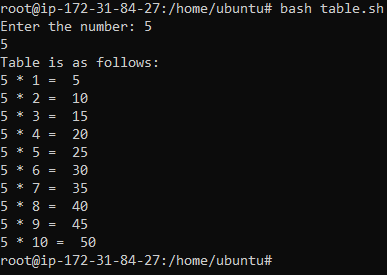 root@ip-172-31-84-27:/home/ubuntu# bash table.sh
Enter the number: 5
5
Table is as follows:
5 * 1 =  5
5 * 2 =  10
5 * 3 =  15
5 * 4 =  20
5 * 5 =  25
5 * 6 =  30
5 * 7 =  35
5 * 8 =  40
5 * 9 =  45
5 * 10 =  50
root@ip-172-31-84-27:/home/ubuntu#